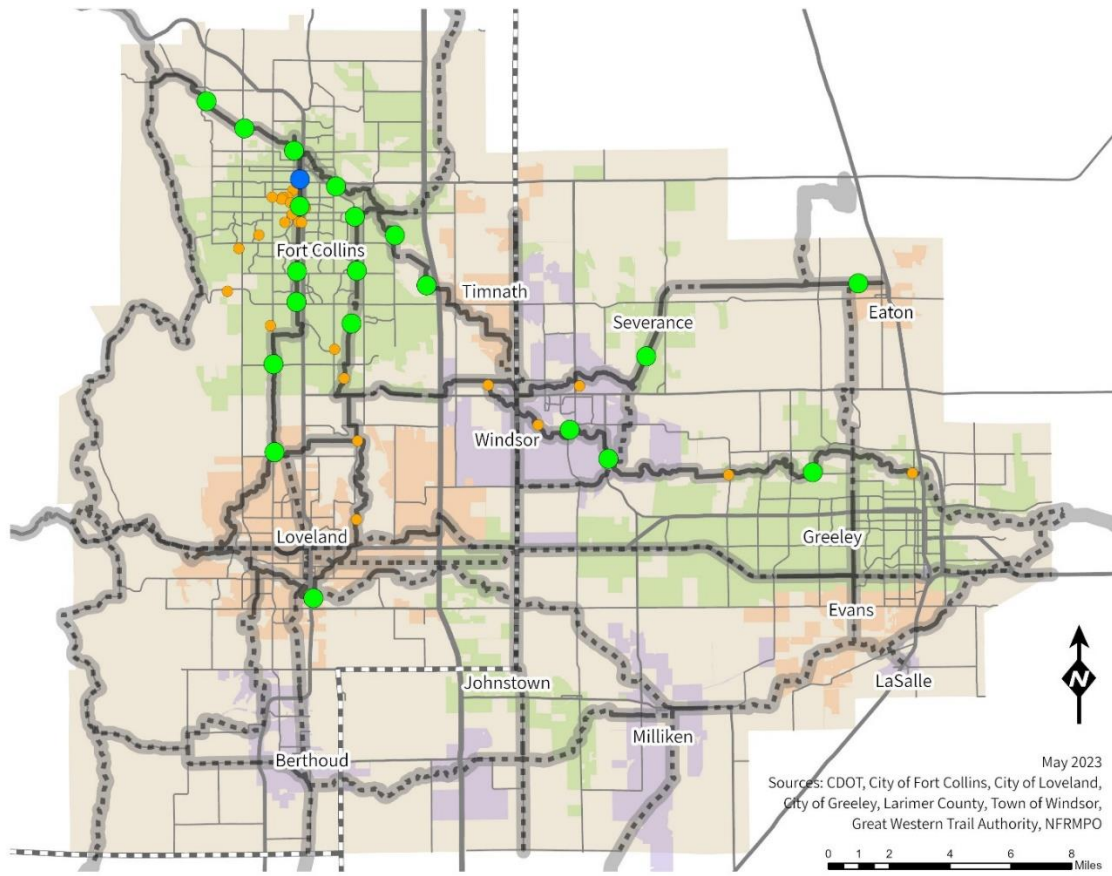 Fort Collins
Timnath
Eaton
Severance
Windsor
Loveland
Greeley
Evans
Johnstown
LaSalle
Milliken
Berthoud
N
May 2023
Sources: CDOT, City of Fort Collins, City of Loveland,
City of Greeley, Larimer County, Town of Windsor,
Great Western Trail Authority, NFRMPO
0 1 2 4 6 8
Miles